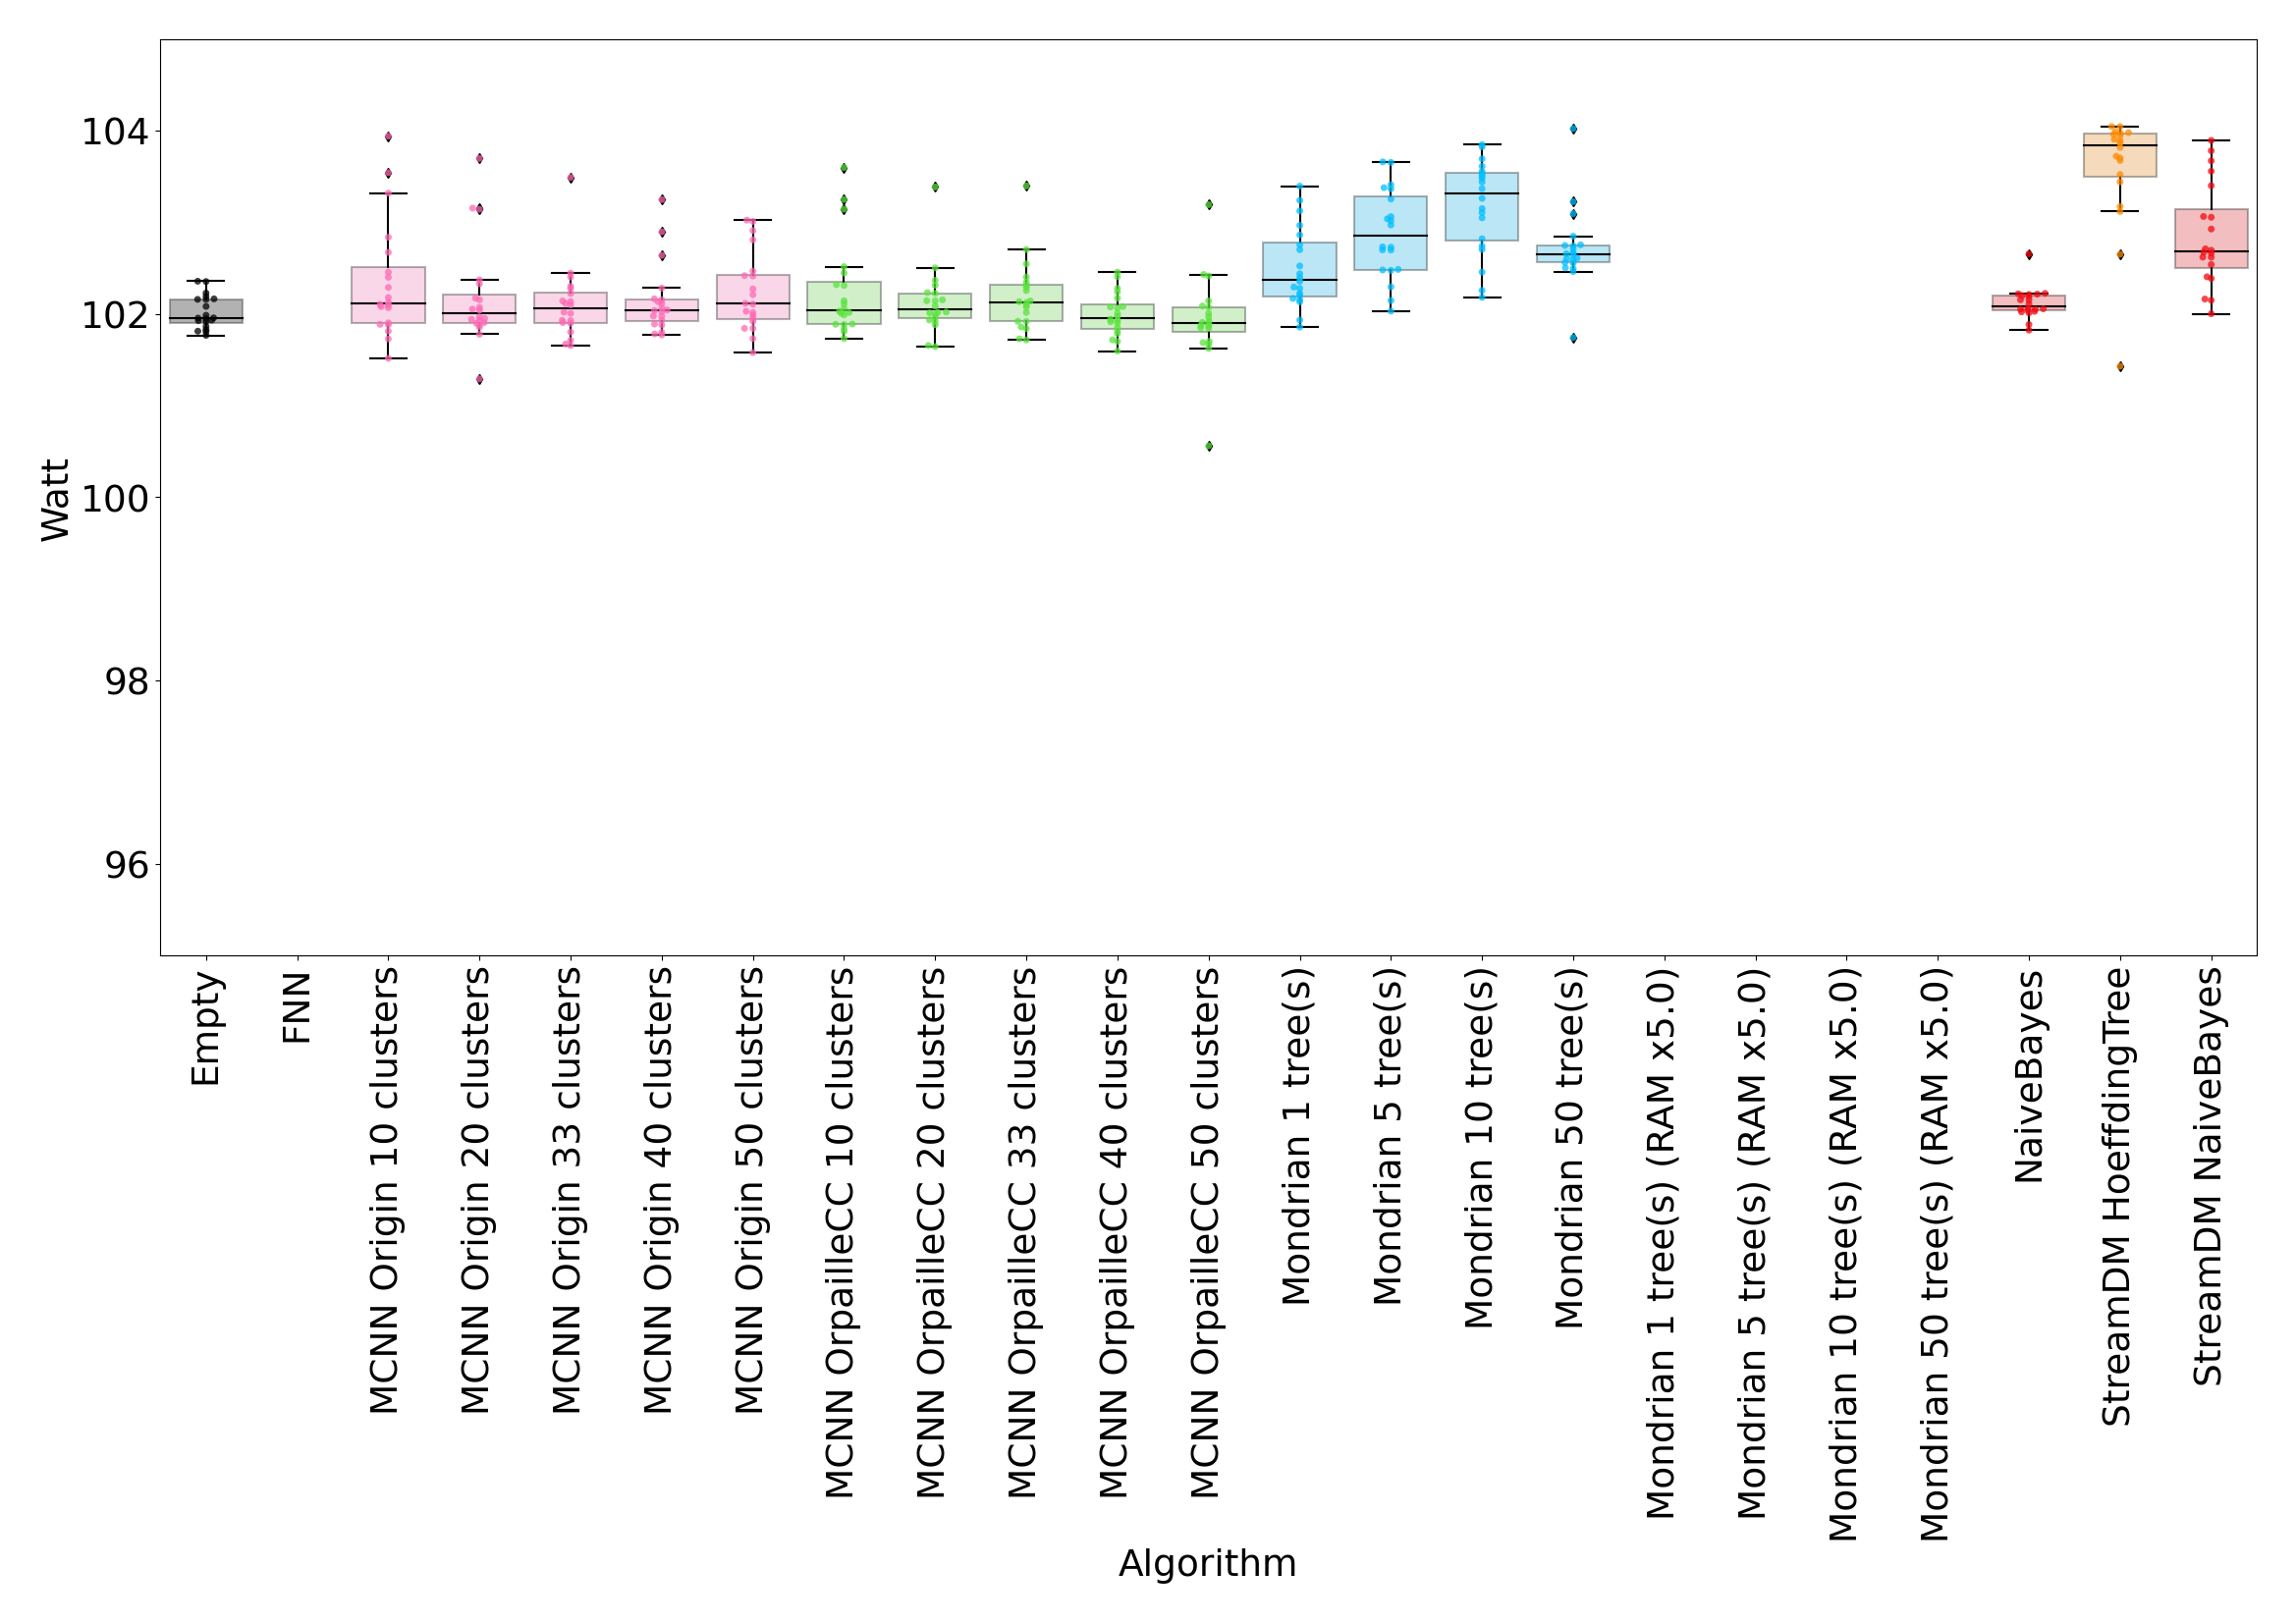 104
102
100
98
96
Watt
Empty
FNN
MCNN Origin 10 clusters
MCNN Origin 20 clusters
MCNN Origin 33 clusters
MCNN Origin 40 clusters
MCNN Origin 50 clusters
MCNN OrpailleCC 10 clusters
MCNN OrpailleCC 20 clusters
MCNN OrpailleCC 33 clusters
MCNN OrpailleCC 40 clusters
MCNN OrpailleCC 50 clusters
Mondrian 1 tree(s)
Mondrian 5 tree(s)
Mondrian 10 tree(s)
Mondrian 50 tree(s)
Mondrian 1 tree(s) (RAM x5.0)
Mondrian 5 tree(s) (RAM x5.0)
Mondrian 10 tree(s) (RAM x5.0)
Mondrian 50 tree(s) (RAM x5.0)
NaiveBayes
StreamDM HoeffdingTree
StreamDM NaiveBayes
Algorithm